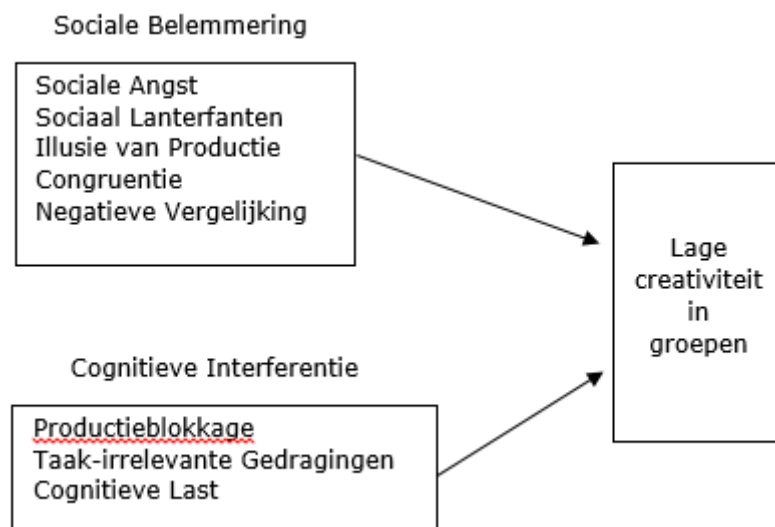 Sociale Belemmering
Sociale Angst
Sociaal Lanterfanten
Illusie van Productie
Congruentie
Negatieve Vergelijking
Lage
creativiteit
in
groepen
Cognitieve Interferentie
Productieblokkage
Taak-irrelevante Gedragingen
Cognitieve Last